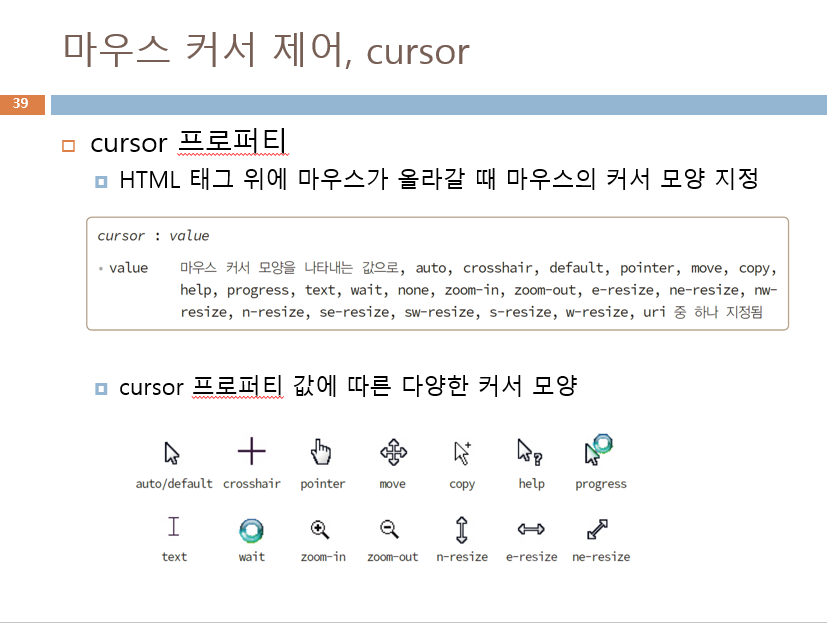 마우스 커서 제어, cursor
39
cursor 프로퍼티
HTML 태그 위에 마우스가 올라갈 때 마우스의 커서 모양 지정
cursor : value
• value 마우스 커서 모양을 나타내는 값으로, auto, crosshair, default, pointer, move, copy,
help, progress, text, wait, none, zoom-in, zoom-out, e-resize, ne-resize, nw-
resize, n-resize, se-resize, sw-resize, s-resize, w-resize, uri 중 하나 지정됨
cursor 프로퍼티 값에 따른 다양한 커서 모양
auto/default crosshair pointer move copy help progress
text wait zoom-in zoom-out n-resize e-resize ne-resize